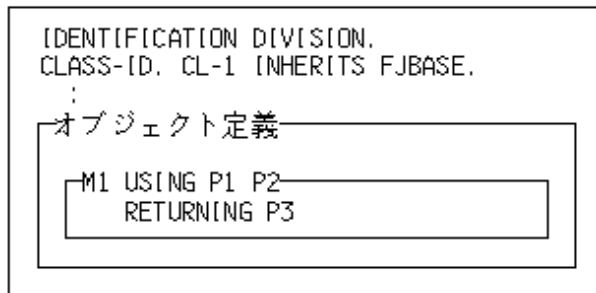 IDENTIFICATION DIVISION.
CLASS-ID. CL-1 INHERITS FJBASE.
:
オブジェクト定義
M1 USING P1 P2
RETURNING P3